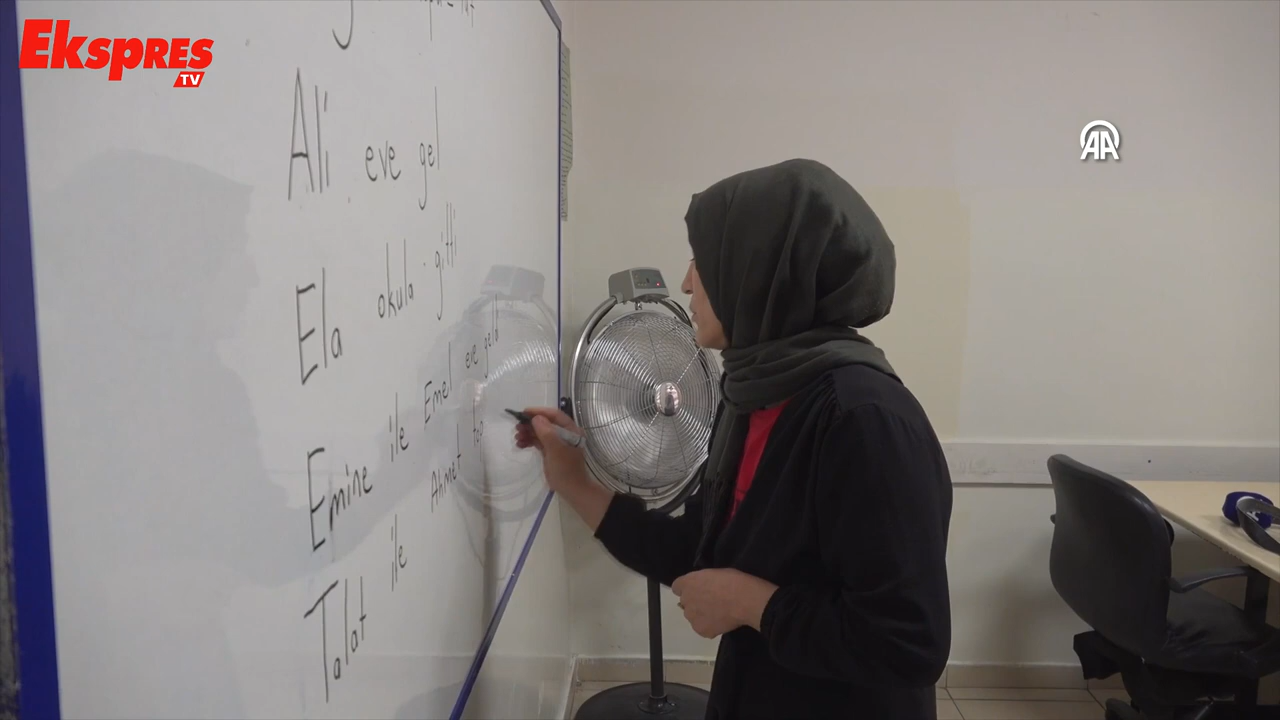 Ekspres
TV
AA
Ali eve gel
Ela okula gitti
Emine ile Emel eve geldi
Talat ile Ahmet